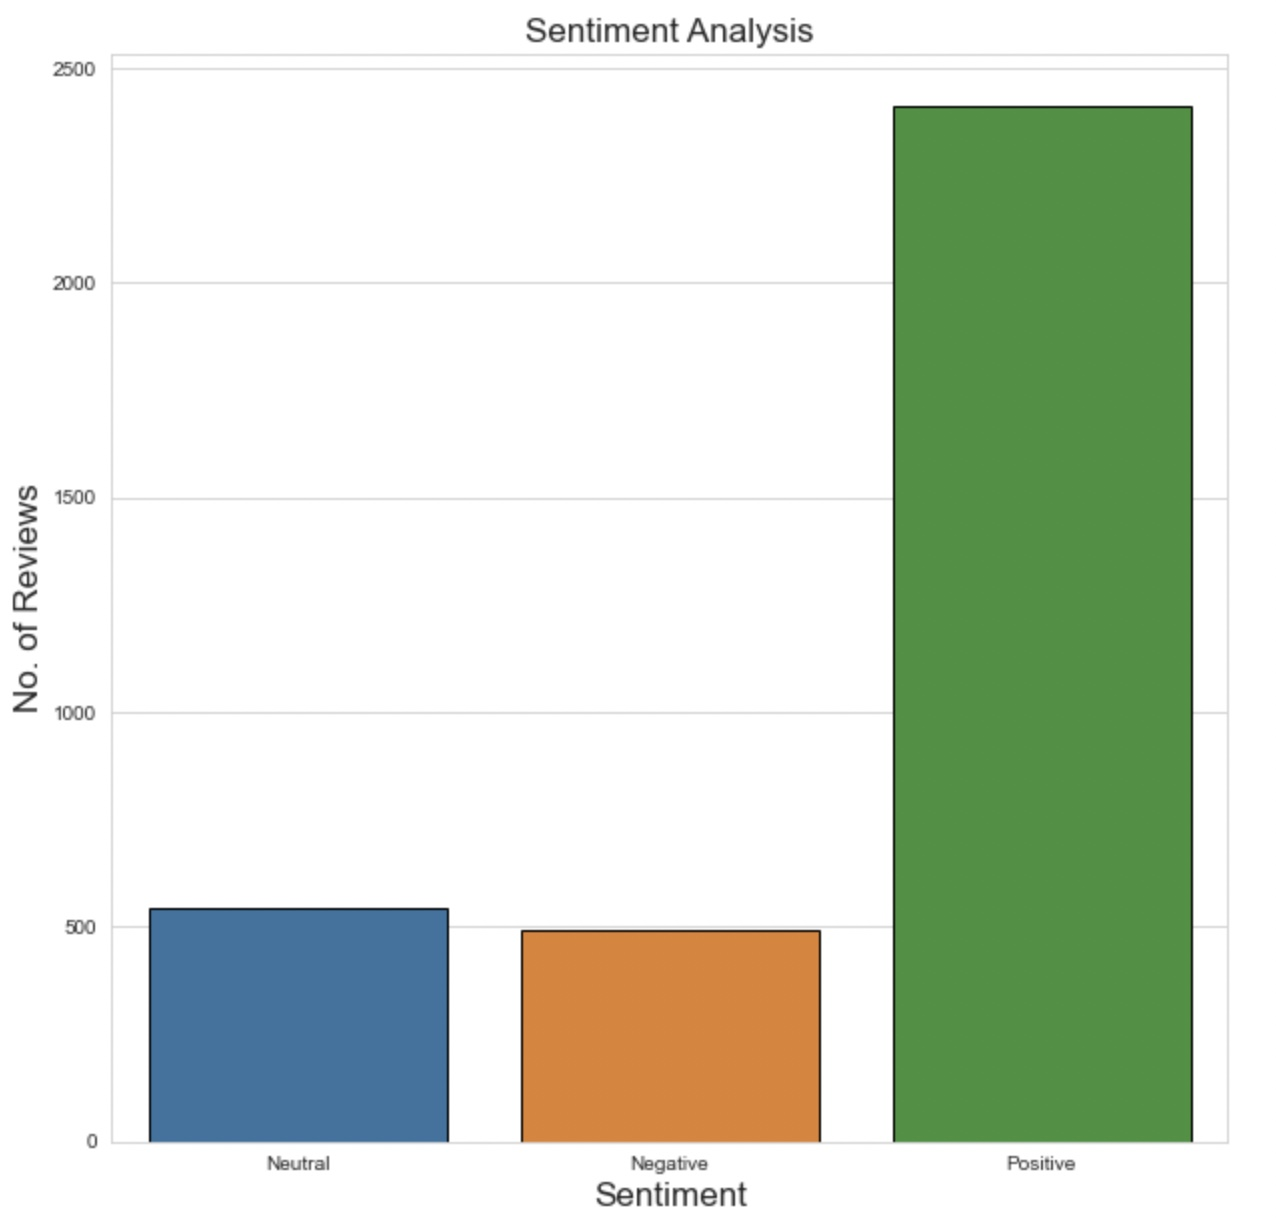 Sentiment Analysis
2500
2000
1500
1000
500
0
No. of Reviews
Neutral Negative Positive
Sentiment